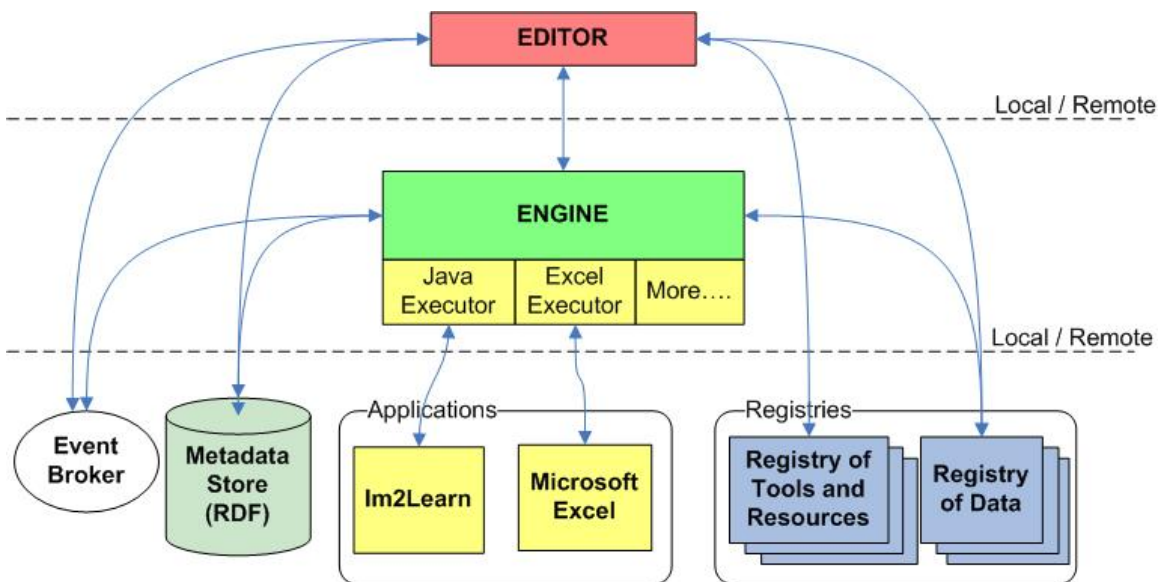 EDITOR
Local / Remote
ENGINE
Java
Executor
Excel
Executor
More....
Local / Remote
Applications
Registries
Event
Broker
Metadata
Store
(RDF)
Im2Learn
Microsoft
Excel
Registry of
Tools and
Resources
Registry
of Data